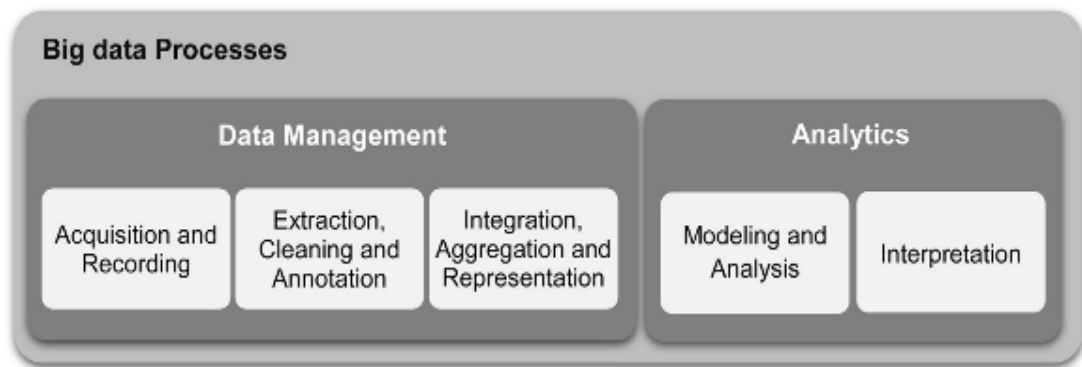 Big data Processes
Data Management
Acquisition and
Recording
Extraction,
Cleaning and
Annotation
Integration,
Aggregation and
Representation
Analytics
Modeling and
Analysis
Interpretation